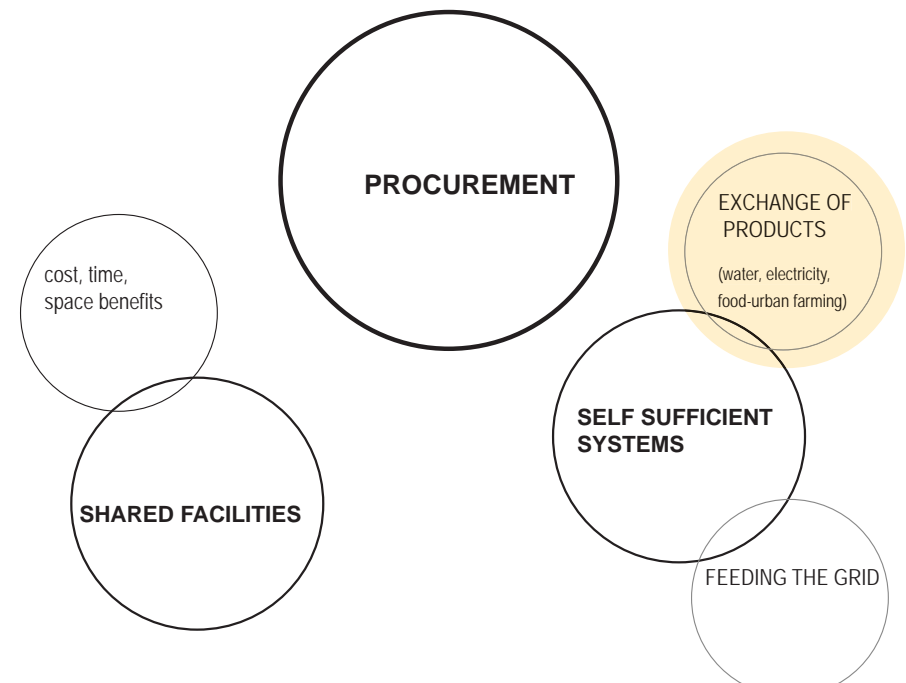 PROCUREMENT
EXCHANGE OF
PRODUCTS
(water, electricity,
food-urban farming)
cost, time,
space benefits
SELF SUFFICIENT
SYSTEMS
SHARED FACILITIES
FEEDING THE GRID